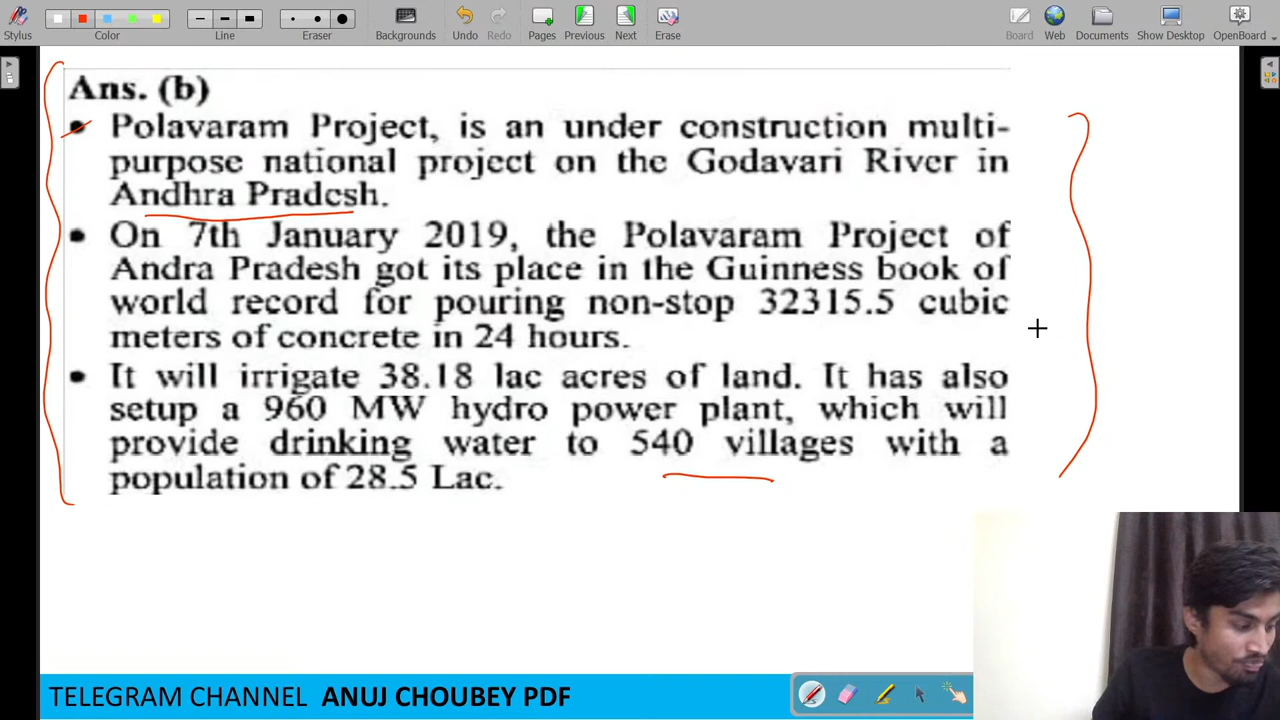 Stylus
Color
Line
Eraser
Backgrounds
Undo
Redo
Pages
Previous
Next
Erase
Board
Web
Documents
Show Desktop
OpenBoard
Ans. (b)
• Polavaram Project, is an under construction multi-
purpose national project on the Godavari River in
Andhra Pradesh.
• On 7th January 2019, the Polavaram Project of
Andra Pradesh got its place in the Guinness book of
world record for pouring non-stop 32315.5 cubic
meters of concrete in 24 hours.
• It will irrigate 38.18 lac acres of land. It has also
setup a 960 MW hydro power plant, which will
provide drinking water to 540 villages with a
population of 28.5 Lac.
TELEGRAM CHANNEL ANUJ CHOUBEY PDF